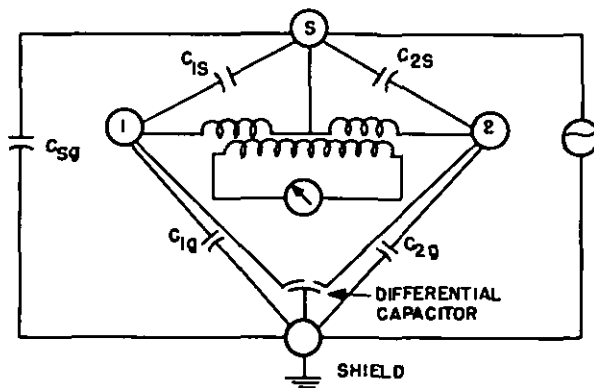 S
C1S
C2S
1
2
CSg
C1g
C2g
DIFFERENTIAL
CAPACITOR
SHIELD